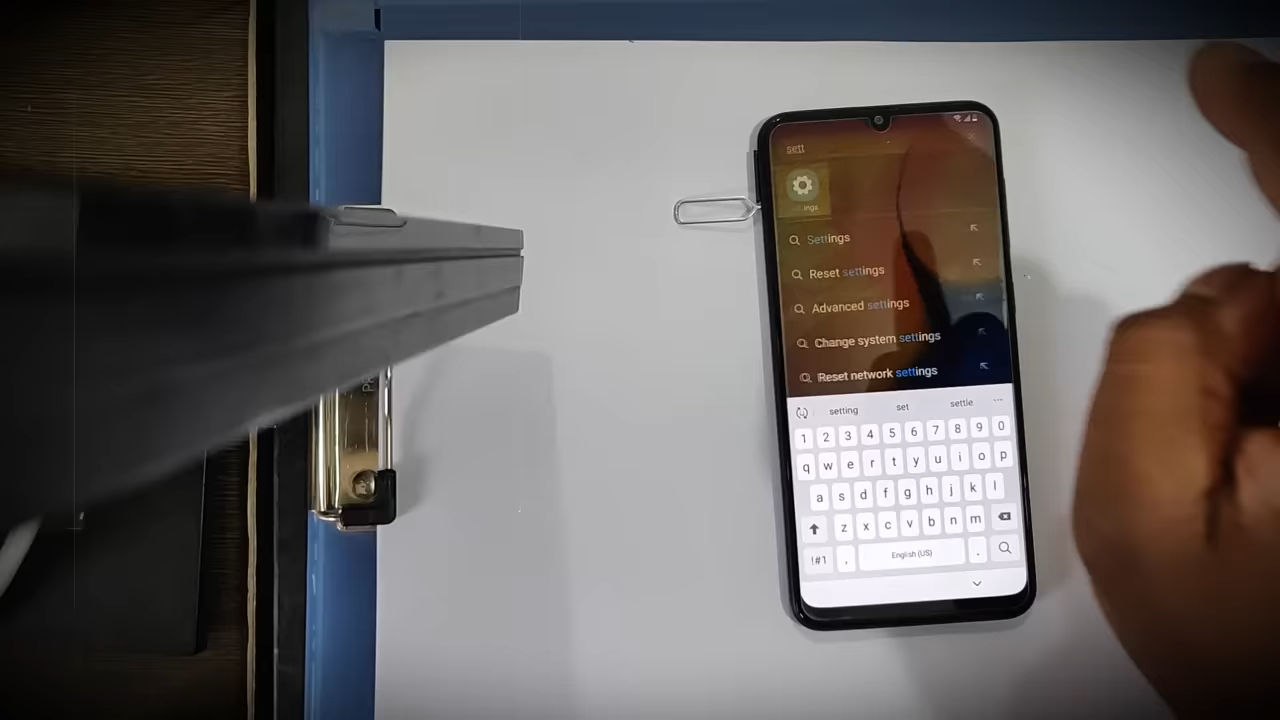 sett
ings
Settings
Reset settings
Advanced settings
Change system settings
Reset network settings
setting set settle
1 2 3 4 5 6 7 8 9 0
q w e r t y u i o p
a s d f g h j k l
z x c v b n m
!#1 , English (US) .